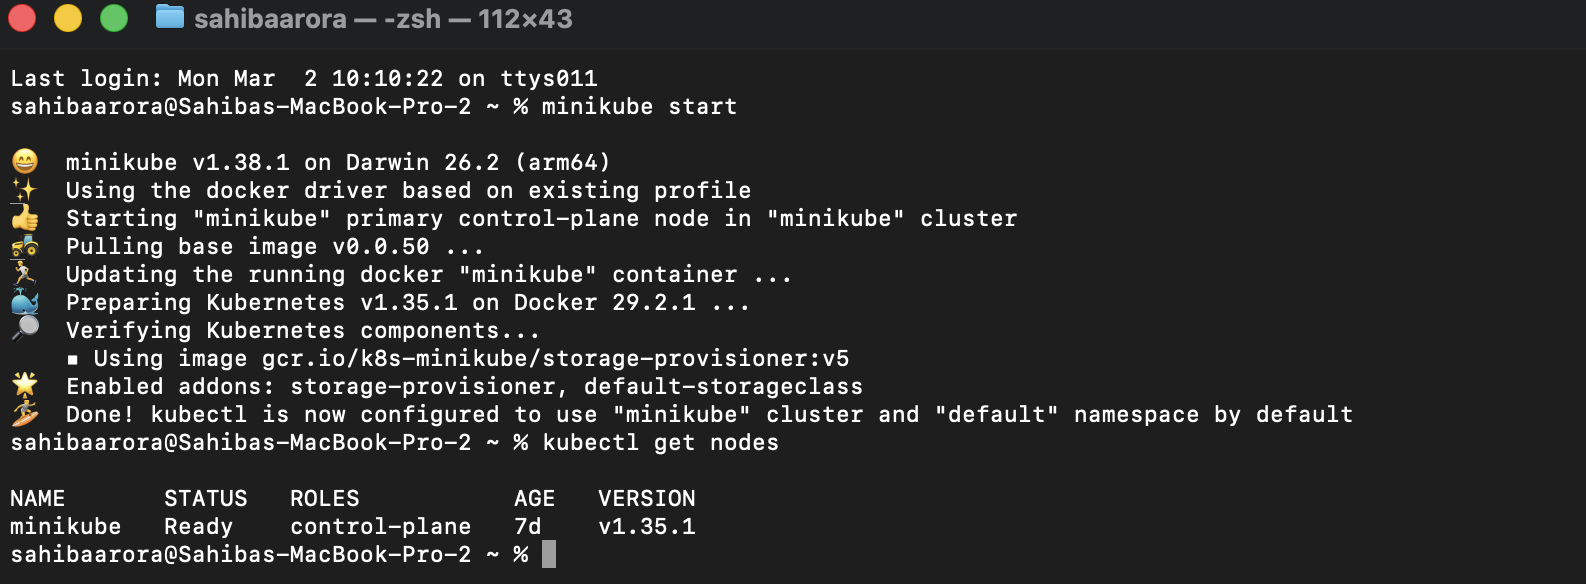 sahibaarora — -zsh — 112×43
Last login: Mon Mar  2 10:10:22 on ttys011
sahibaarora@Sahibas-MacBook-Pro-2 ~ % minikube start
😄  minikube v1.38.1 on Darwin 26.2 (arm64)
✨  Using the docker driver based on existing profile
👍  Starting "minikube" primary control-plane node in "minikube" cluster
🚜  Pulling base image v0.0.50 ...
🏃  Updating the running docker "minikube" container ...
🐳  Preparing Kubernetes v1.35.1 on Docker 29.2.1 ...
🔎  Verifying Kubernetes components...
    ▪ Using image gcr.io/k8s-minikube/storage-provisioner:v5
🌟  Enabled addons: storage-provisioner, default-storageclass
🏄  Done! kubectl is now configured to use "minikube" cluster and "default" namespace by default
sahibaarora@Sahibas-MacBook-Pro-2 ~ % kubectl get nodes
NAME       STATUS   ROLES           AGE   VERSION
minikube   Ready    control-plane   7d    v1.35.1
sahibaarora@Sahibas-MacBook-Pro-2 ~ %